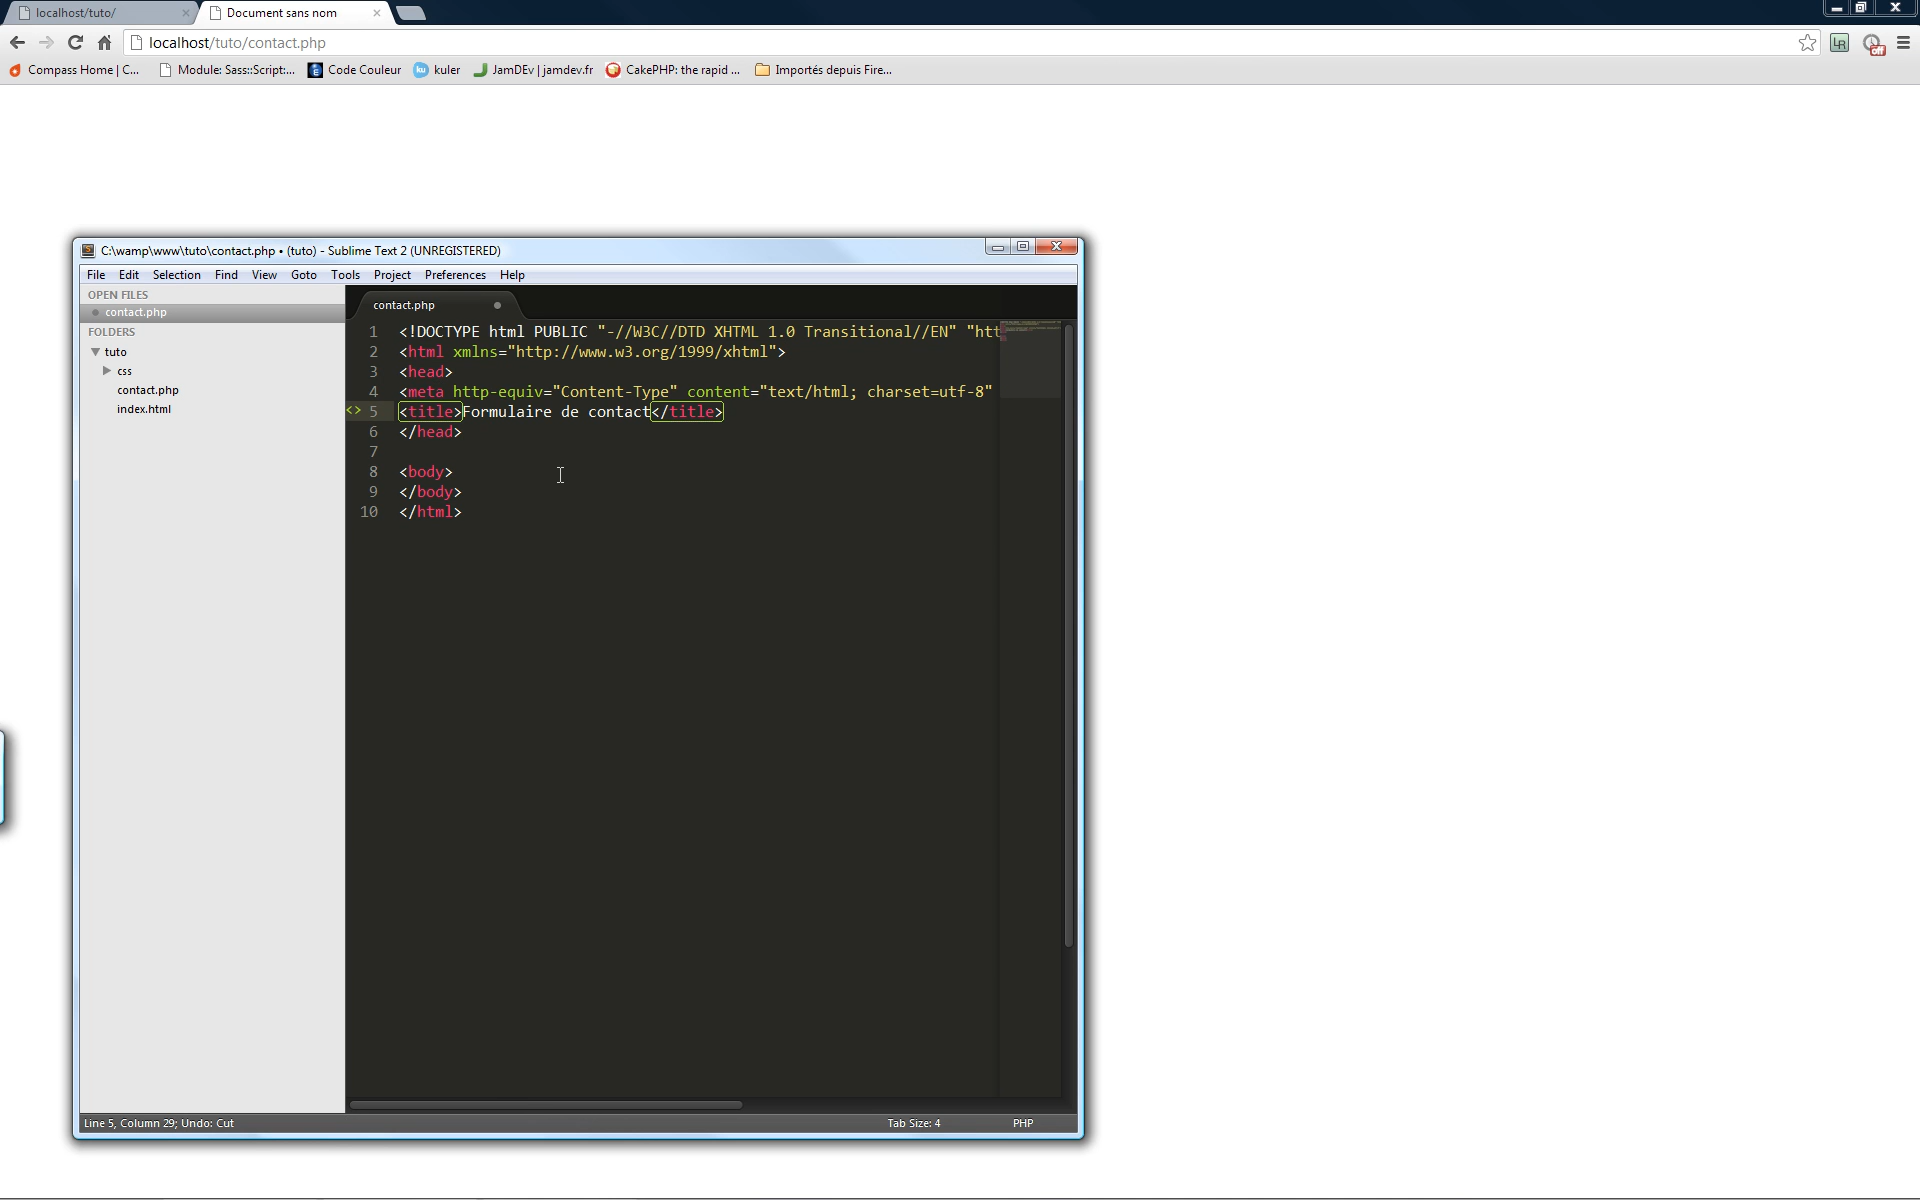 localhost/tuto/
Document sans nom
localhost/tuto/contact.php
Compass Home | C...
Module: Sass::Script:...
Code Couleur
ku kuler
JamDEv | jamdev.fr
CakePHP: the rapid ...
Importés depuis Fire...
LR
Off
C:\wamp\www\tuto\contact.php • (tuto) - Sublime Text 2 (UNREGISTERED)
File Edit Selection Find View Goto Tools Project Preferences Help
OPEN FILES
contact.php
FOLDERS
tuto
css
contact.php
index.html
contact.php
1 <!DOCTYPE html PUBLIC "-//W3C//DTD XHTML 1.0 Transitional//EN" "htt
2 <html xmlns="http://www.w3.org/1999/xhtml">
3 <head>
4 <meta http-equiv="Content-Type" content="text/html; charset=utf-8"
5 <title>Formulaire de contact</title>
6 </head>
7
8 <body>
9 </body>
10 </html>
Line 5, Column 29; Undo: Cut
Tab Size: 4
PHP